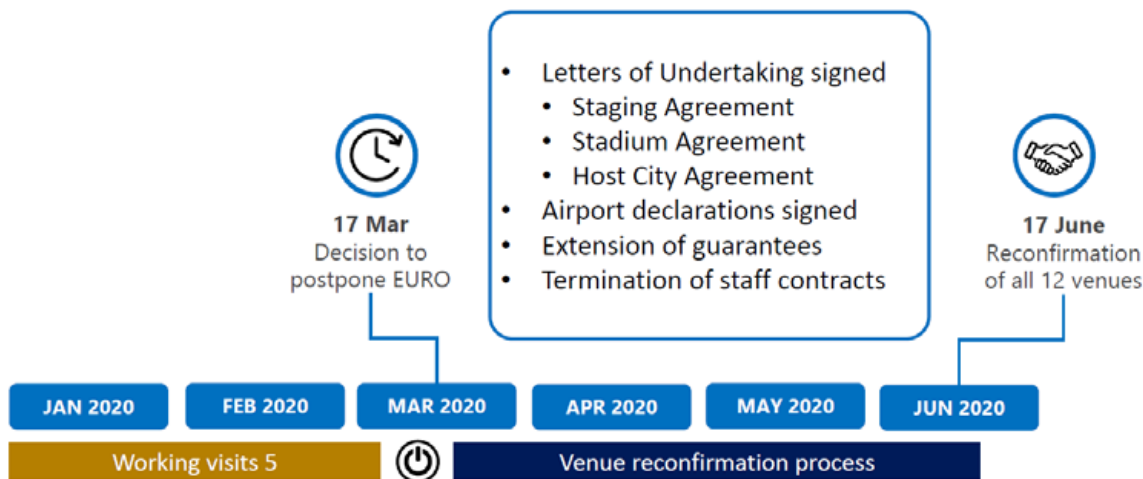 • Letters of Undertaking signed
• Staging Agreement
• Stadium Agreement
• Host City Agreement
• Airport declarations signed
• Extension of guarantees
• Termination of staff contracts
17 Mar
Decision to
postpone EURO
17 June
Reconfirmation
of all 12 venues
JAN 2020
FEB 2020
MAR 2020
APR 2020
MAY 2020
JUN 2020
Working visits 5
Venue reconfirmation process